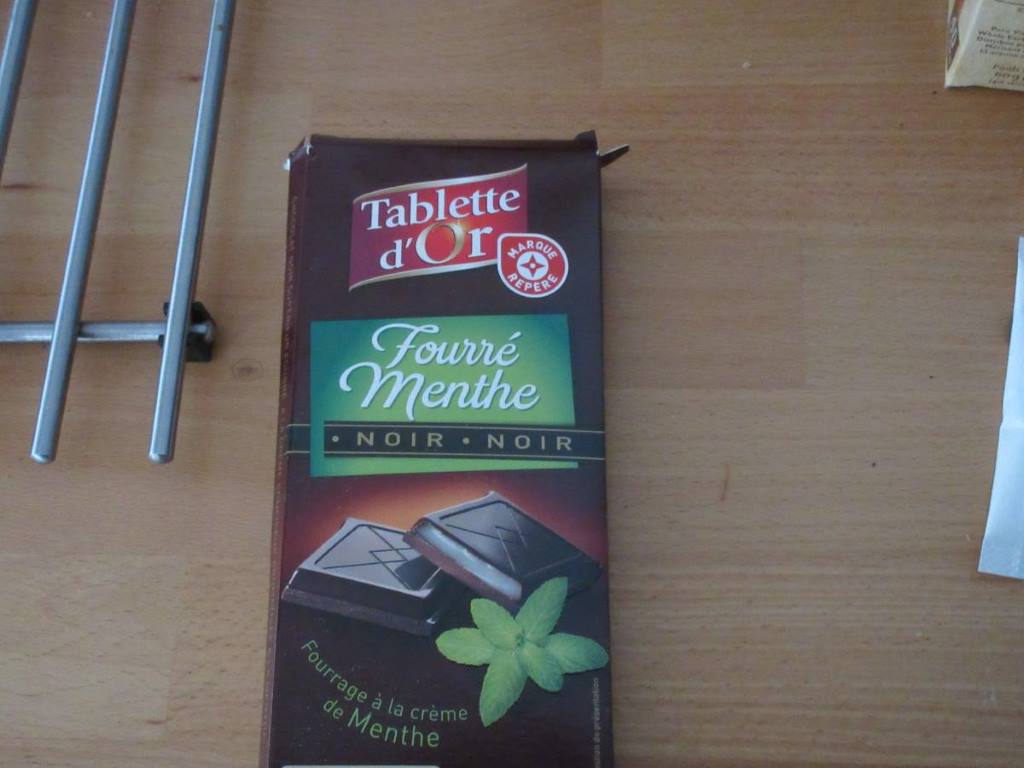 Tablette
d'Or
MARQUE
REPÈRE
Fourré
Menthe
• NOIR • NOIR
Fourrage à la crème
de Menthe